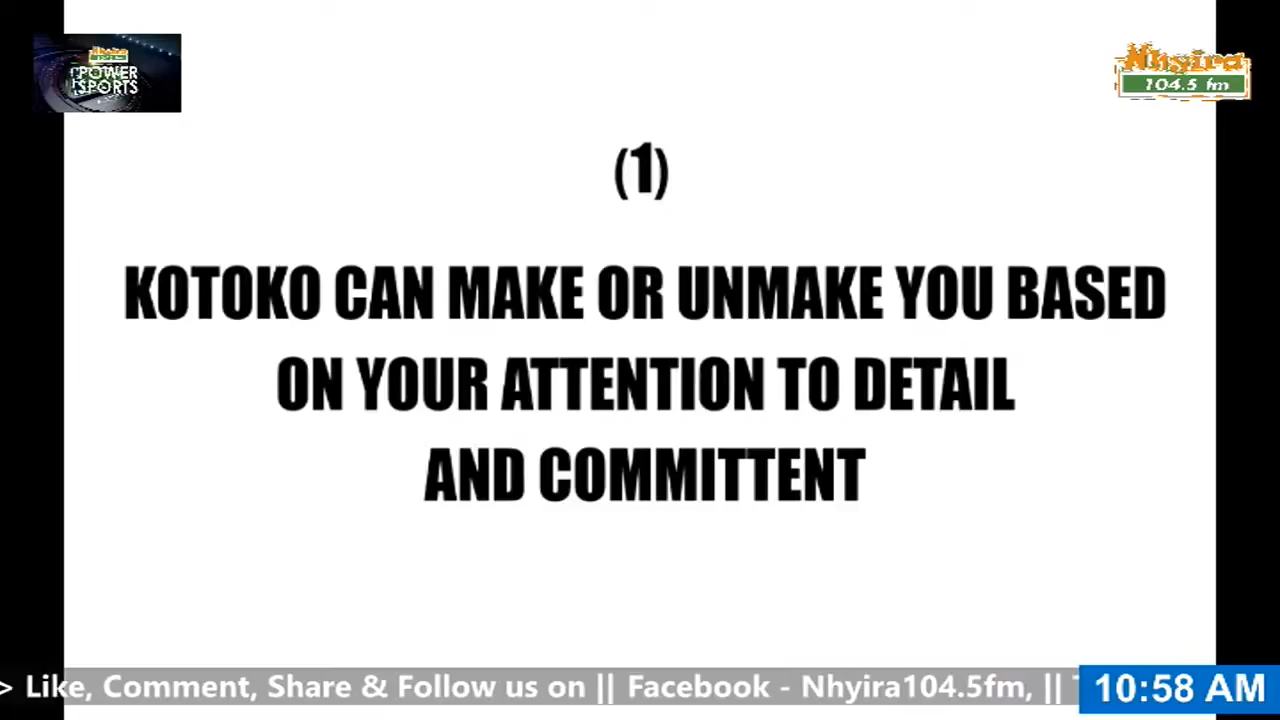 Nhyira
POWER
SPORTS
Nhyira
104.5 fm
(1)
KOTOKO CAN MAKE OR UNMAKE YOU BASED
ON YOUR ATTENTION TO DETAIL
AND COMMITTENT
> Like, Comment, Share & Follow us on || Facebook - Nhyira104.5fm, ||
10:58 AM